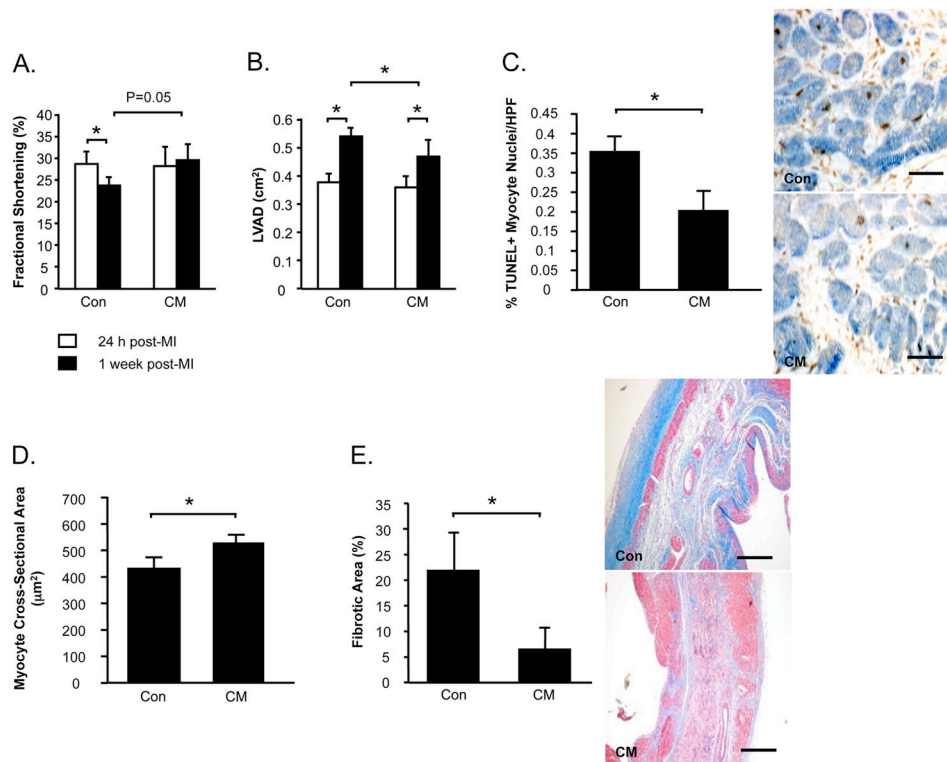 A.
P=0.05
*
Fractional Shortening (%)
40
35
30
25
20
15
10
5
0
Con
CM
24 h post-MI
1 week post-MI
B.
*
*
*
LVAD (cm²)
0.6
0.5
0.4
0.3
0.2
0.1
0
Con
CM
C.
*
% TUNEL+ Myocyte Nuclei/HPF
0.45
0.4
0.35
0.3
0.25
0.2
0.15
0.1
0.05
0
Con
CM
Con
CM
D.
*
Myocyte Cross-Sectional Area
(μm²)
700
600
500
400
300
200
100
0
Con
CM
E.
*
Fibrotic Area (%)
35
30
25
20
15
10
5
0
Con
CM
Con
CM